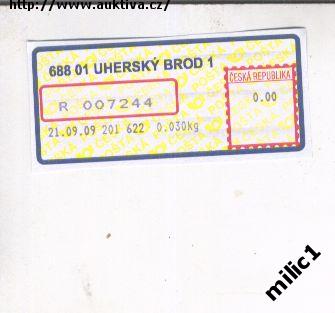 http://www.auktiva.cz/
688 01 UHERSKÝ BROD 1
ČESKÁ REPUBLIKA
R 007244
0.00
21.09.09 201 622 0.030kg
milic1